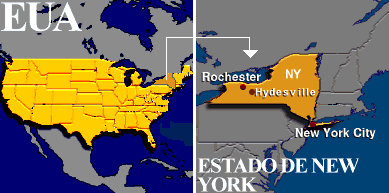 EUA
NY
Rochester
Hydesville
New York City
ESTADO DE NEW
YORK